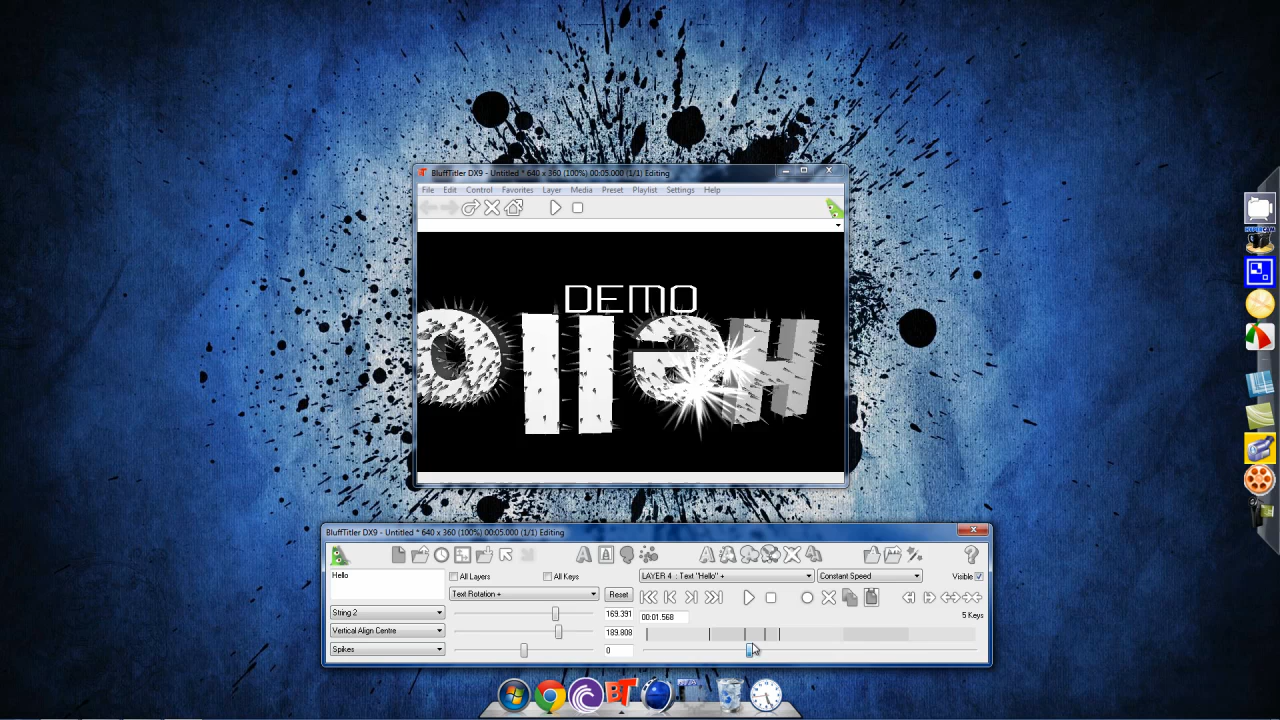 BluffTitler DX9 - Untitled * 640 x 360 (100%) 00:05.000 (1/1) Editing
File Edit Control Favorites Layer Media Preset Playlist Settings Help
DEMO
Hello
BluffTitler DX9 - Untitled * 640 x 360 (100%) 00:05.000 (1/1) Editing
Hello
All Layers All Keys LAYER 4 : Text "Hello" + Constant Speed Visible
Text Rotation + Reset
String 2 169.391 00:01.568 5 Keys
Vertical Align Centre 189.808
Spikes 0
BT